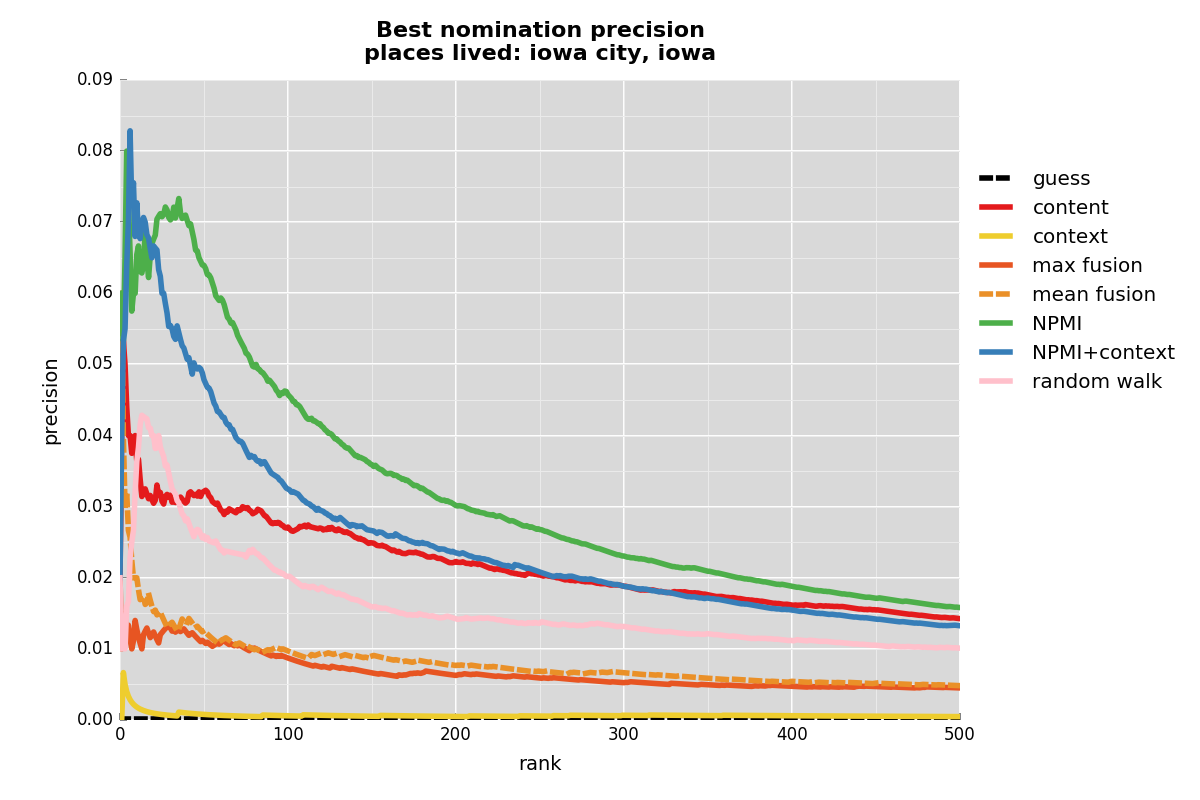 Best nomination precision
places lived: iowa city, iowa
0.09
0.08
0.07
0.06
0.05
0.04
0.03
0.02
0.01
0.00
precision
0 100 200 300 400 500
rank
guess
content
context
max fusion
mean fusion
NPMI
NPMI+context
random walk